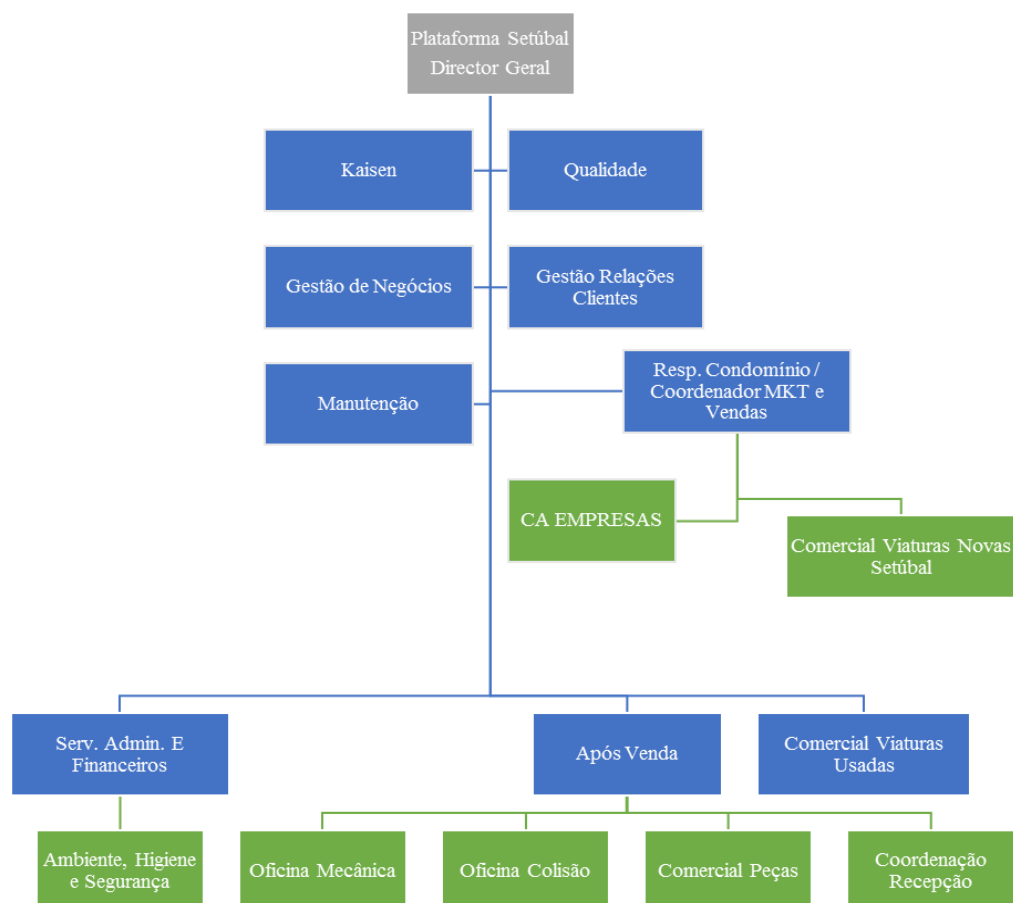 Plataforma Setúbal
Director Geral
Kaisen
Qualidade
Gestão de Negócios
Gestão Relações
Clientes
Manutenção
Resp. Condomínio /
Coordenador MKT e
Vendas
CA EMPRESAS
Comercial Viaturas Novas
Setúbal
Serv. Admin. E
Financeiros
Após Venda
Comercial Viaturas
Usadas
Ambiente, Higiene
e Segurança
Oficina Mecânica
Oficina Colisão
Comercial Peças
Coordenação
Recepção